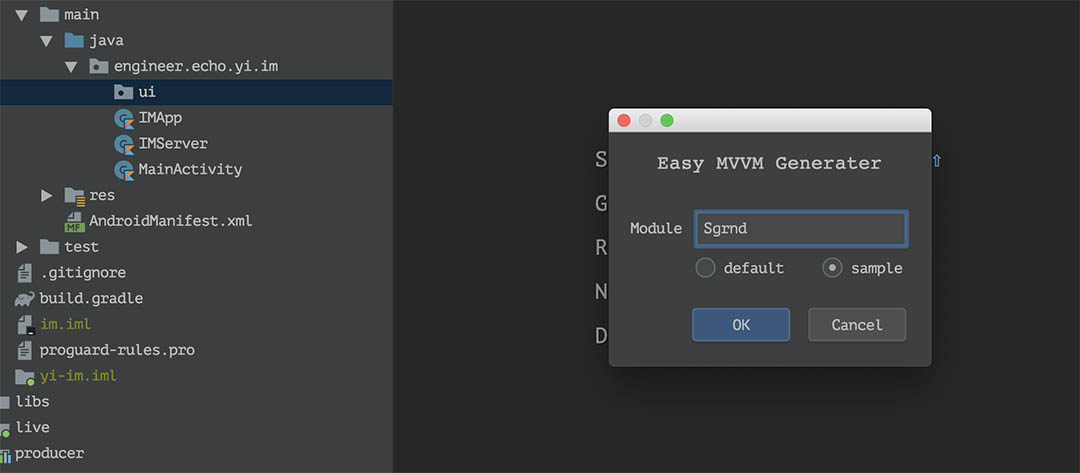 main
java
engineer.echo.yi.im
ui
IMApp
IMServer
MainActivity
res
MF
AndroidManifest.xml
test
.gitignore
build.gradle
im.iml
proguard-rules.pro
yi-im.iml
libs
live
producer
S
G
R
N
D
⇧
Easy MVVM Generater
Module Sgrnd
default sample
OK Cancel